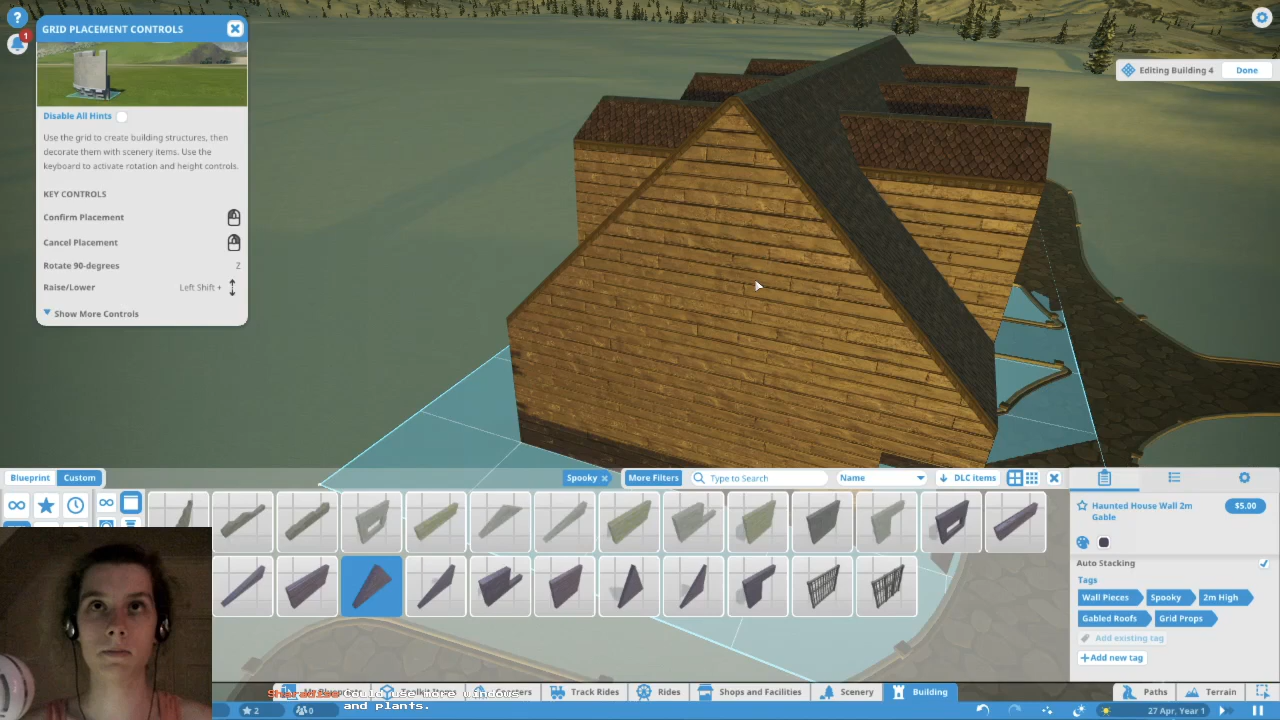 GRID PLACEMENT CONTROLS
Disable All Hints
Use the grid to create building structures, then
decorate them with scenery items. Use the
keyboard to activate rotation and height controls.
KEY CONTROLS
Confirm Placement
Cancel Placement
Rotate 90-degrees Z
Raise/Lower Left Shift +
Show More Controls
? 1
Editing Building 4 Done
Blueprint Custom Spooky More Filters Type to Search Name DLC items
Haunted House Wall 2m
Gable
$5.00
Auto Stacking
Tags
Wall Pieces Spooky 2m High
Gabled Roofs Grid Props
Add existing tag
+Add new tag
could use more windows
and plants.
Track Rides Rides Shops and Facilities Scenery Building Paths Terrain
2 0 27 Apr, Year 1